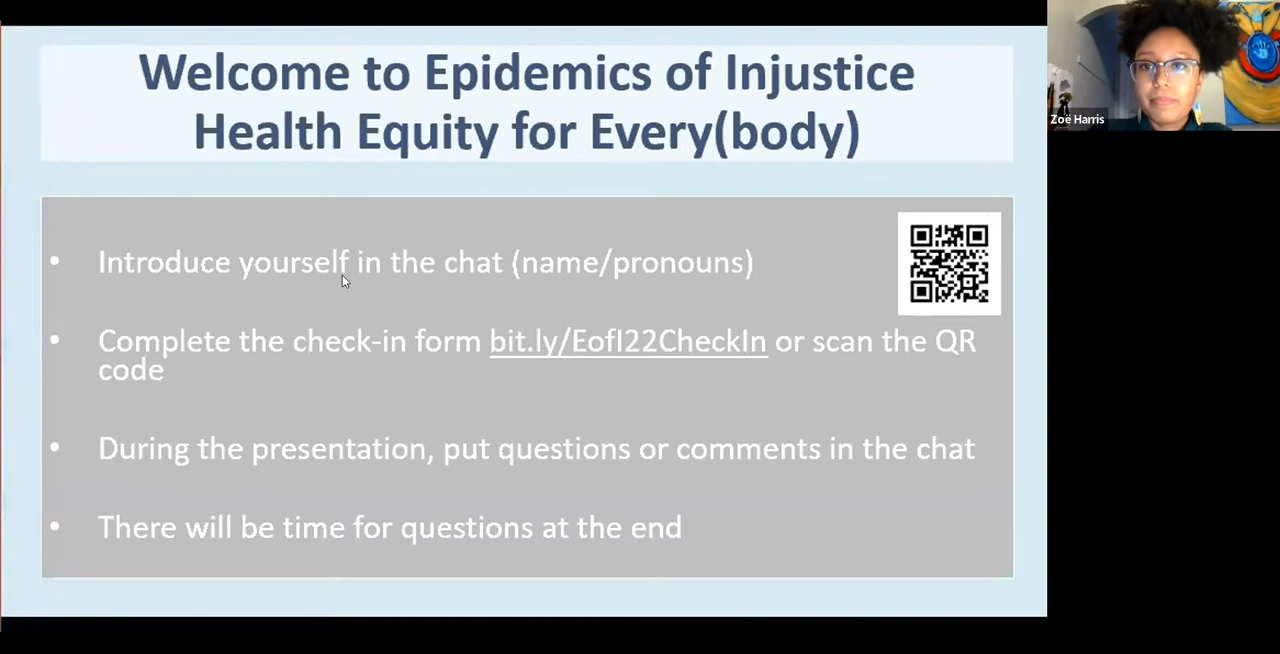 Welcome to Epidemics of Injustice
Health Equity for Every(body)
Zoë Harris
• Introduce yourself in the chat (name/pronouns)
• Complete the check-in form bit.ly/EofI22CheckIn or scan the QR
code
• During the presentation, put questions or comments in the chat
• There will be time for questions at the end